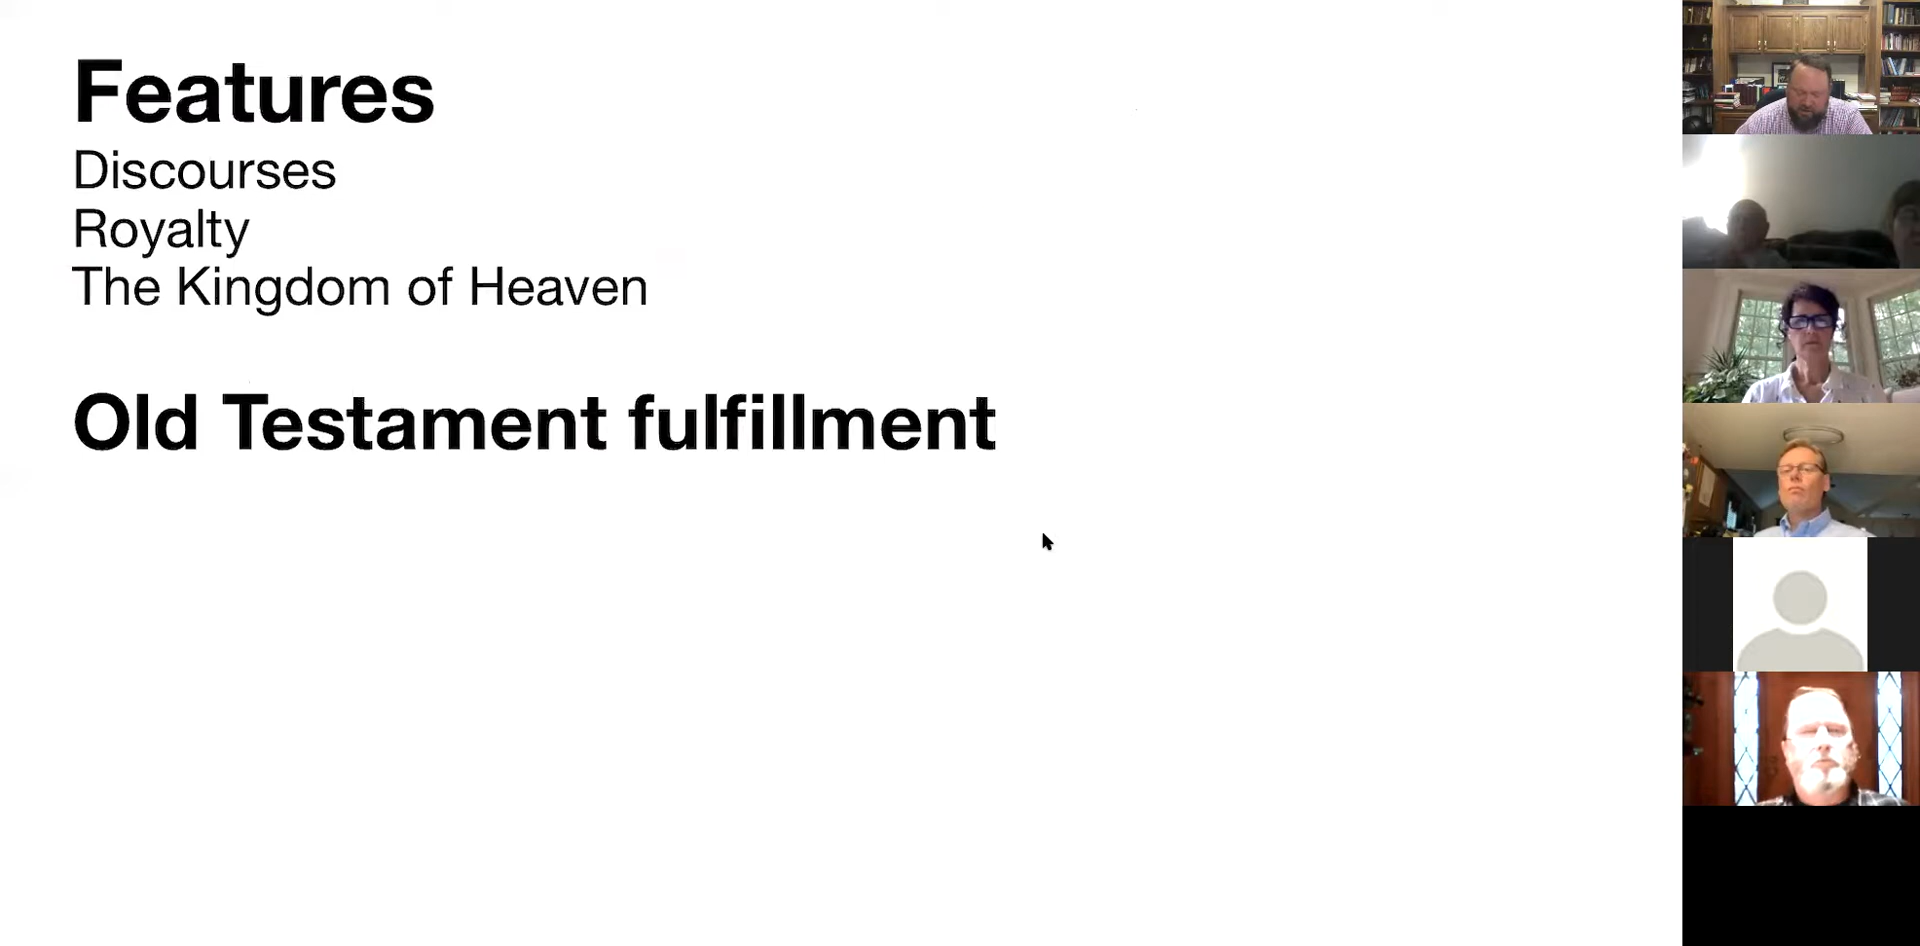 Features
Discourses
Royalty
The Kingdom of Heaven
Old Testament fulfillment